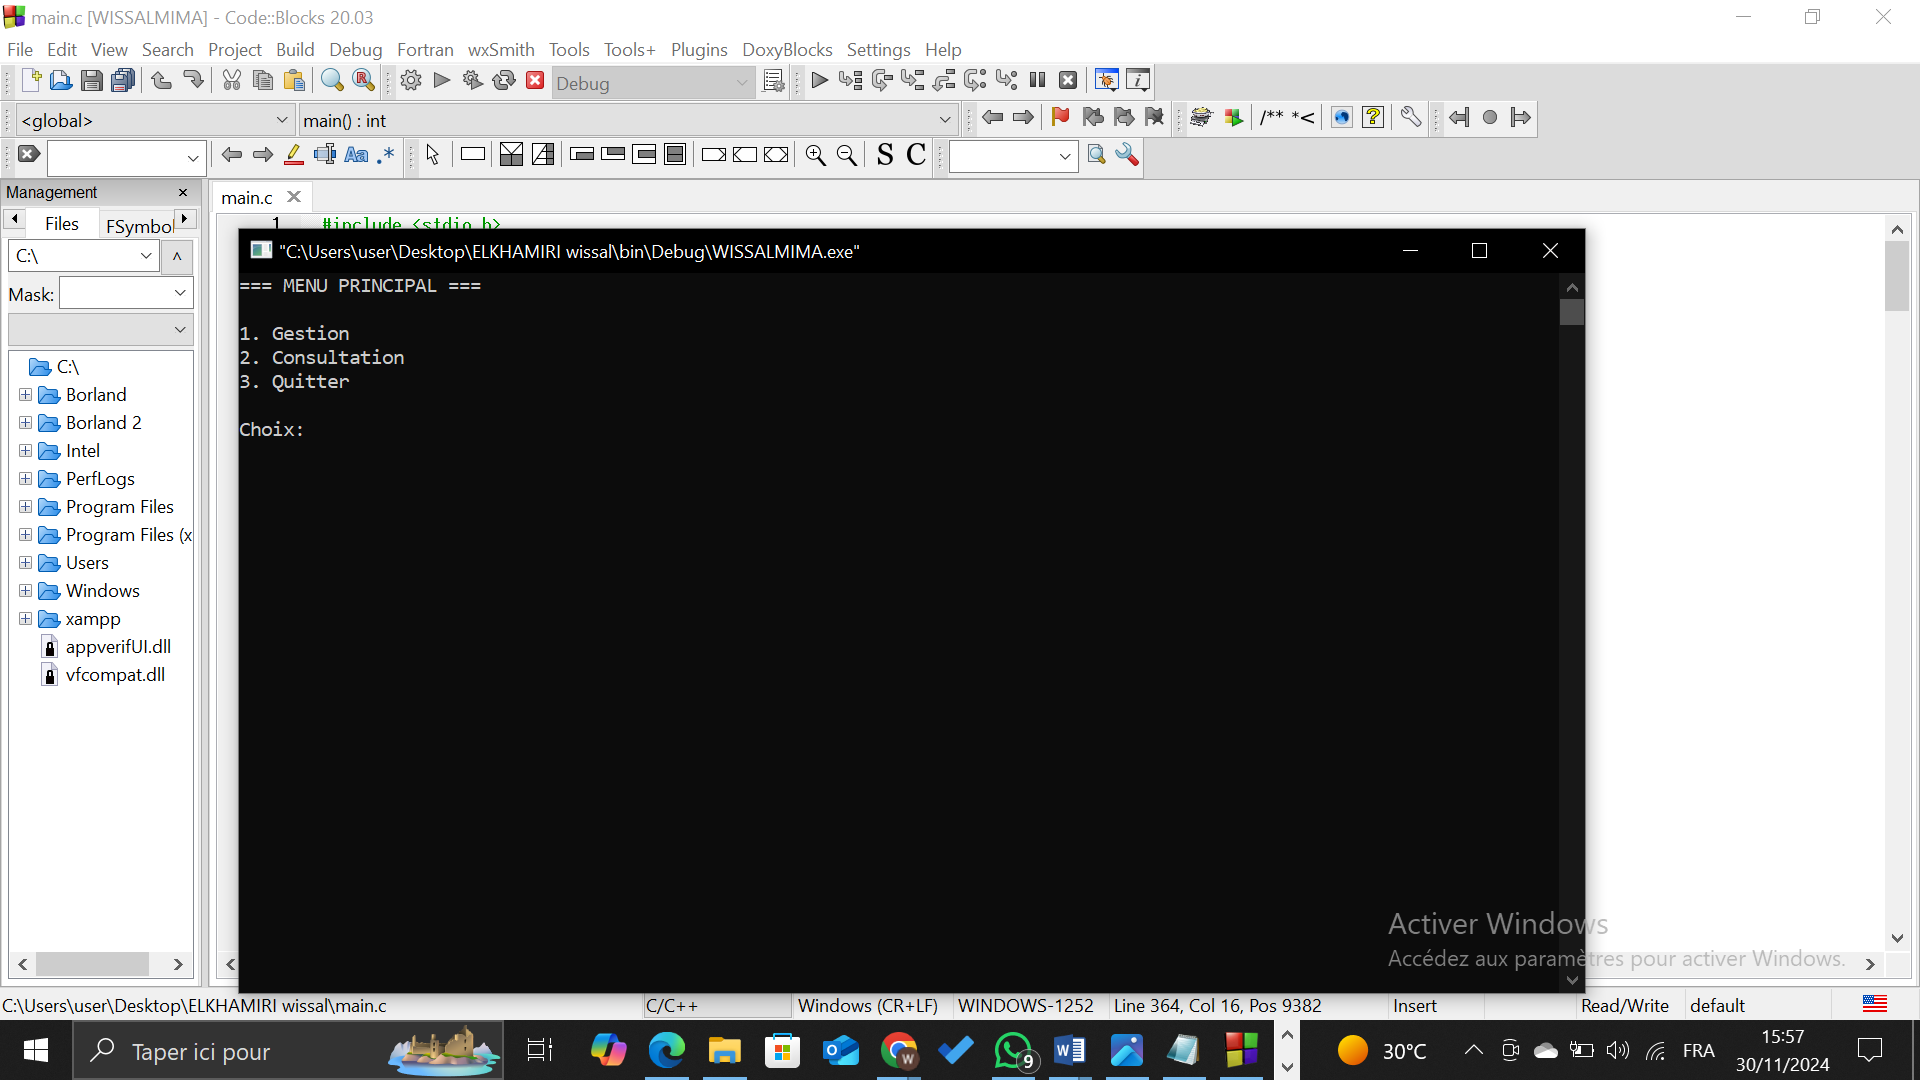 main.c [WISSALMIMA] - Code::Blocks 20.03
File Edit View Search Project Build Debug Fortran wxSmith Tools Tools+ Plugins DoxyBlocks Settings Help
Debug
<global> main() : int /** *<
Aa .* S C
Management
main.c
Files FSymbol
1 #include <stdio.h>
C:\
"C:\Users\user\Desktop\ELKHAMIRI wissal\bin\Debug\WISSALMIMA.exe"
Mask:
=== MENU PRINCIPAL ===
1. Gestion
2. Consultation
3. Quitter
Choix:
C:\
Borland
Borland 2
Intel
PerfLogs
Program Files
Program Files (x
Users
Windows
xampp
appverifUI.dll
vfcompat.dll
Activer Windows
Accédez aux paramètres pour activer Windows.
C:\Users\user\Desktop\ELKHAMIRI wissal\main.c C/C++ Windows (CR+LF) WINDOWS-1252 Line 364, Col 16, Pos 9382 Insert Read/Write default
Taper ici pour W 9 30°C FRA 15:57
30/11/2024